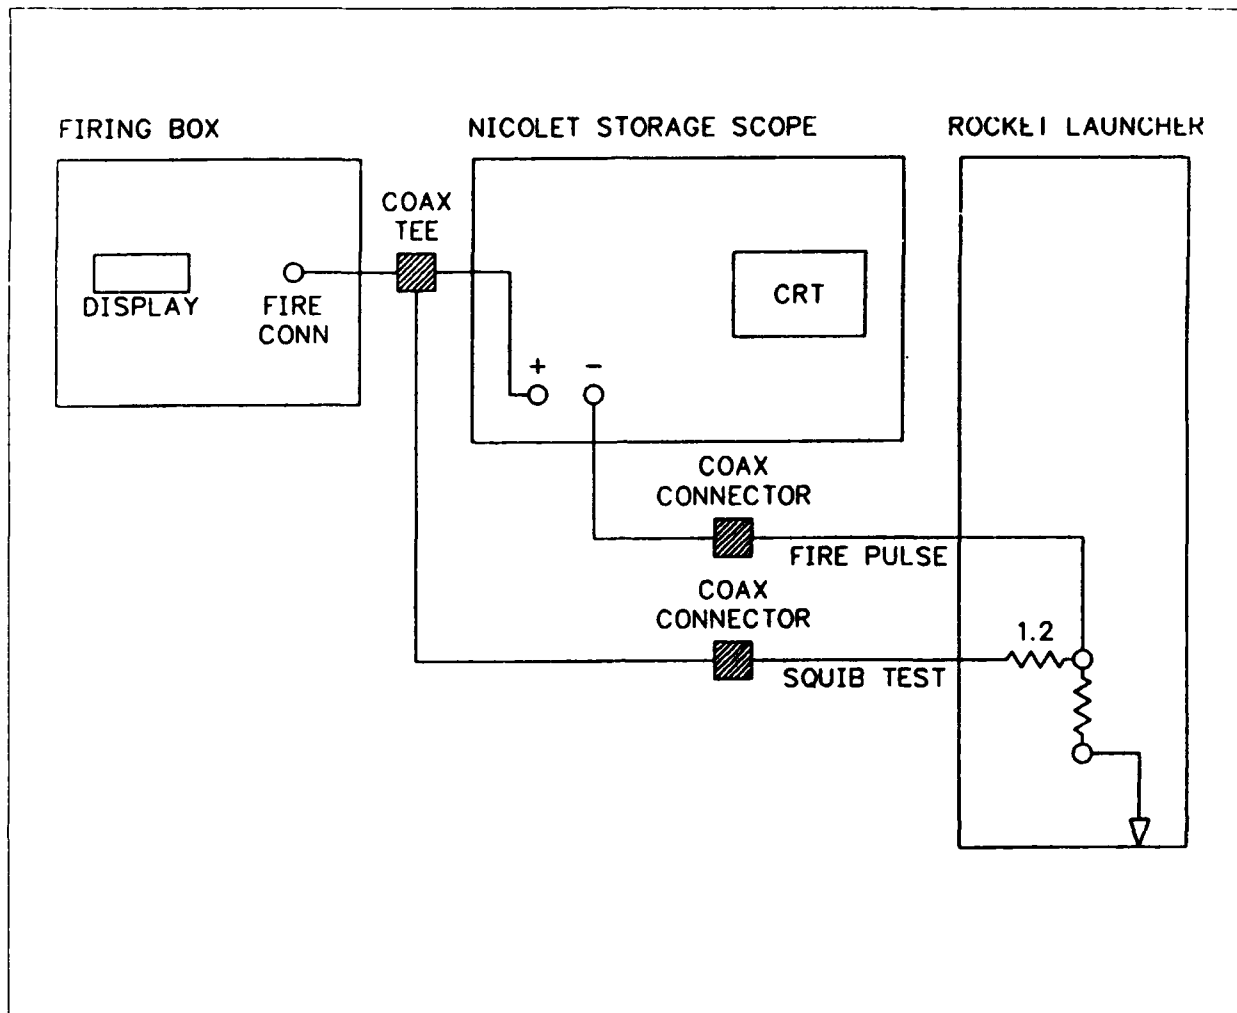 FIRING BOX
NICOLET STORAGE SCOPE
ROCKET LAUNCHER
COAX
TEE
DISPLAY
FIRE
CONN
CRT
+ -
COAX
CONNECTOR
FIRE PULSE
COAX
CONNECTOR
1.2
SQUIB TEST